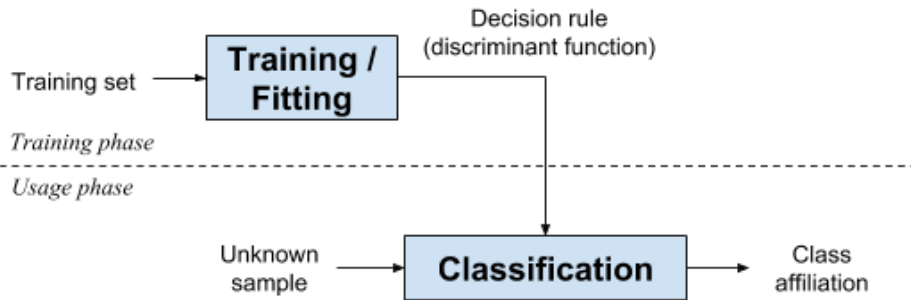 Decision rule
(discriminant function)
Training /
Fitting
Training set
Training phase
Usage phase
Unknown
sample
Classification
Class
affiliation